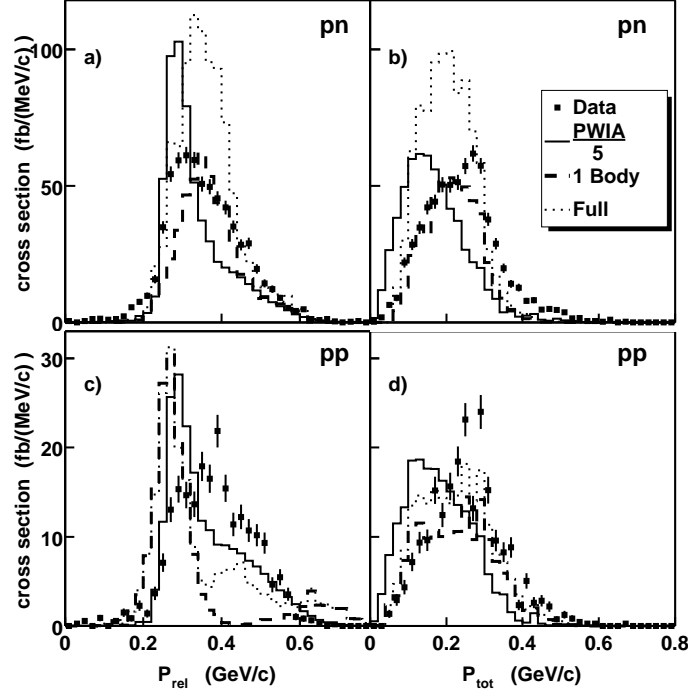 pn
pn
a)
b)
100
50
0
cross section (fb/(MeV/c))
Data
PWIA
5
1 Body
Full
pp
pp
c)
d)
30
20
10
0
cross section (fb/(MeV/c))
0 0.2 0.4 0.6 0 0.2 0.4 0.6 0.8
P_rel (GeV/c) P_tot (GeV/c)